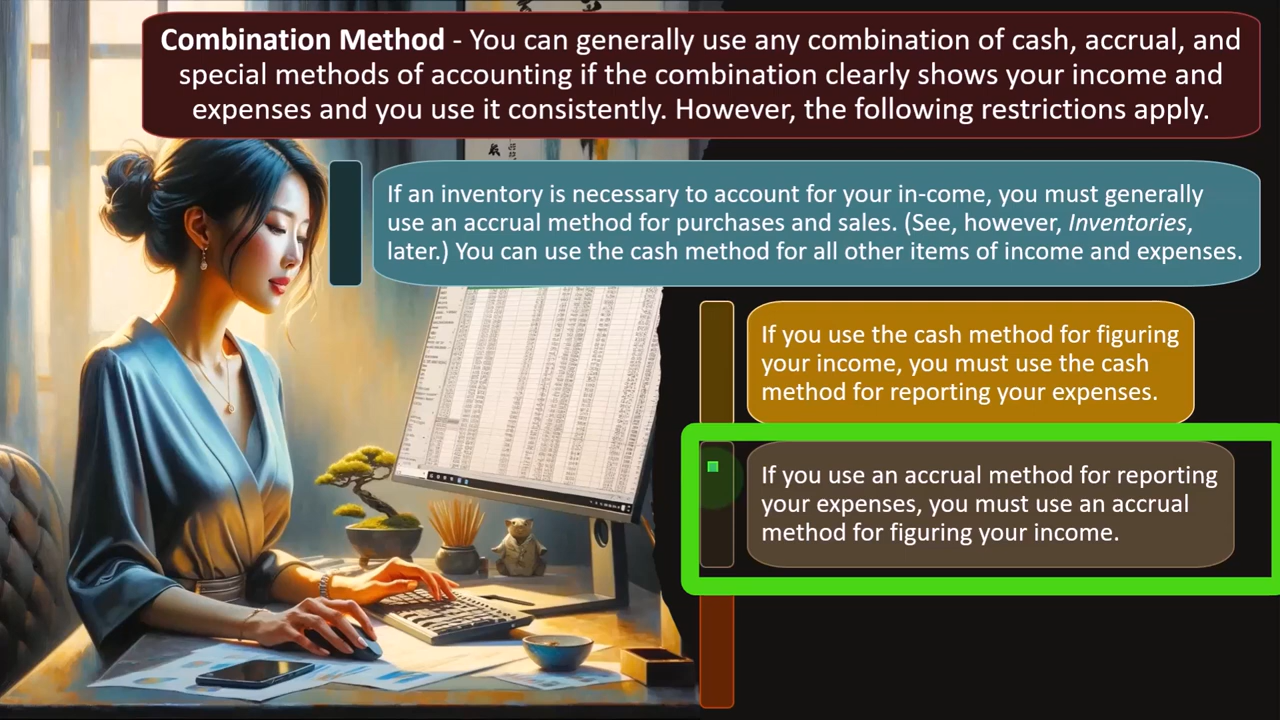 Combination Method - You can generally use any combination of cash, accrual, and
special methods of accounting if the combination clearly shows your income and
expenses and you use it consistently. However, the following restrictions apply.
If an inventory is necessary to account for your in-come, you must generally
use an accrual method for purchases and sales. (See, however, Inventories,
later.) You can use the cash method for all other items of income and expenses.
If you use the cash method for figuring
your income, you must use the cash
method for reporting your expenses.
If you use an accrual method for reporting
your expenses, you must use an accrual
method for figuring your income.